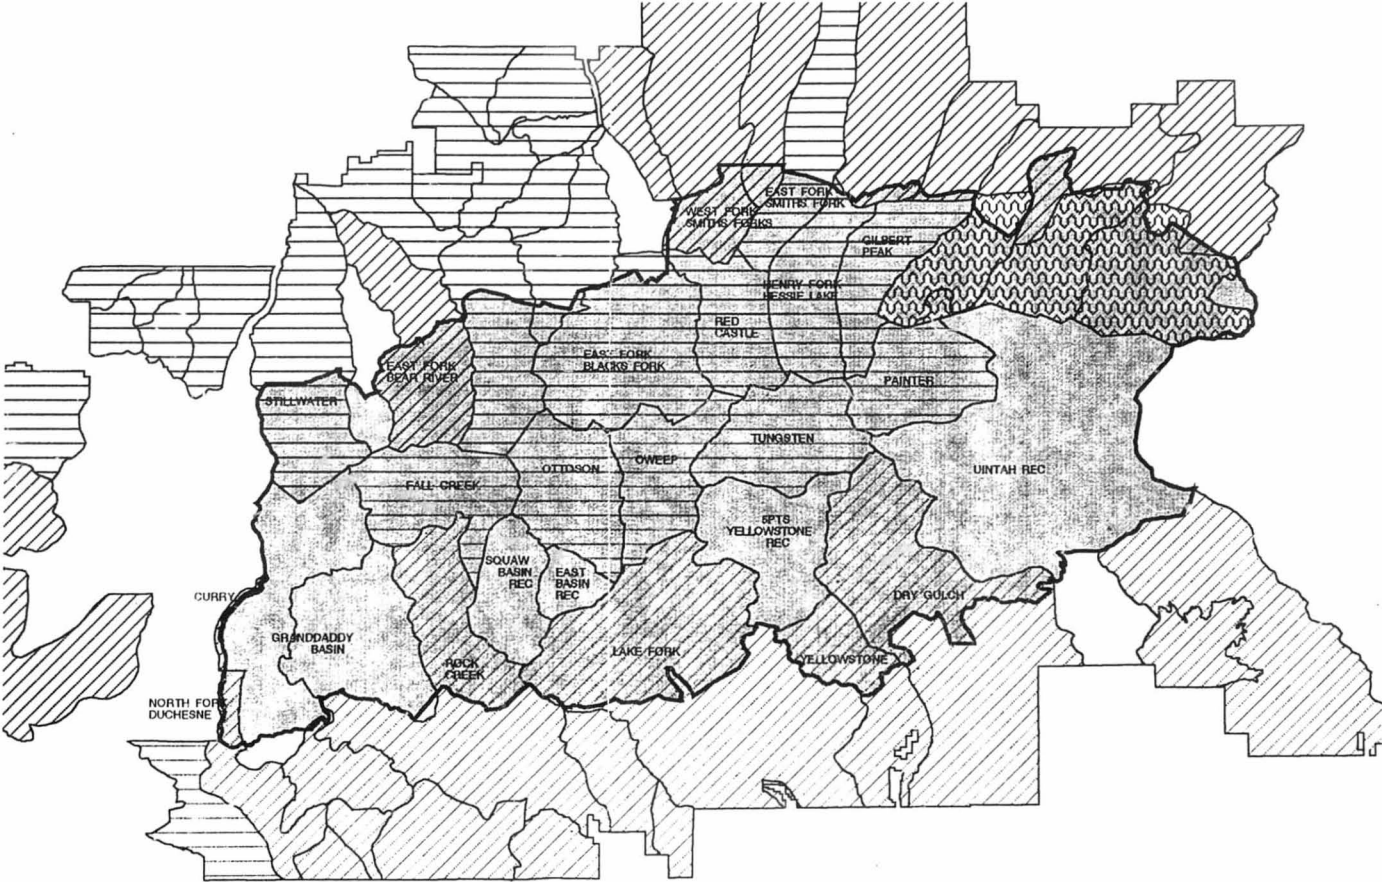 EAST FORK
SMITHS FORK
WEST FORK
SMITHS FORKS
GILBERT
PEAK
HENRY FORK
HESSIE LAKE
RED
CASTLE
EAST FORK
BLACKS FORK
EAST FORK
BEAR RIVER
PAINTER
STILLWATER
TUNGSTEN
OWEEP
OTTOSON
UINTAH REC
FALL CREEK
5PTS
YELLOWSTONE
REC
SQUAW
BASIN
REC
EAST
BASIN
REC
CURRY
DRY GULCH
GRANDDADDY
BASIN
LAKE FORK
YELLOWSTONE
ROCK
CREEK
NORTH FORK
DUCHESNE